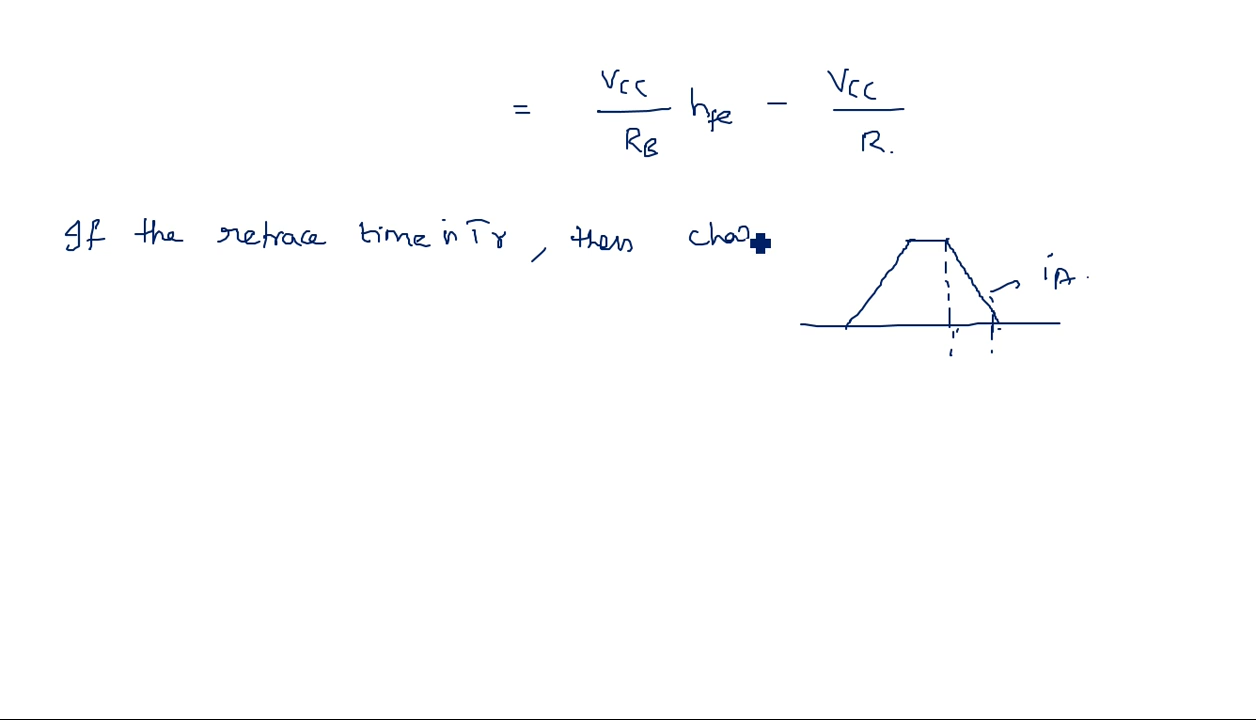 = VCC/RB hfe - VCC/R.
If the retrace time is Tr, then
iA.